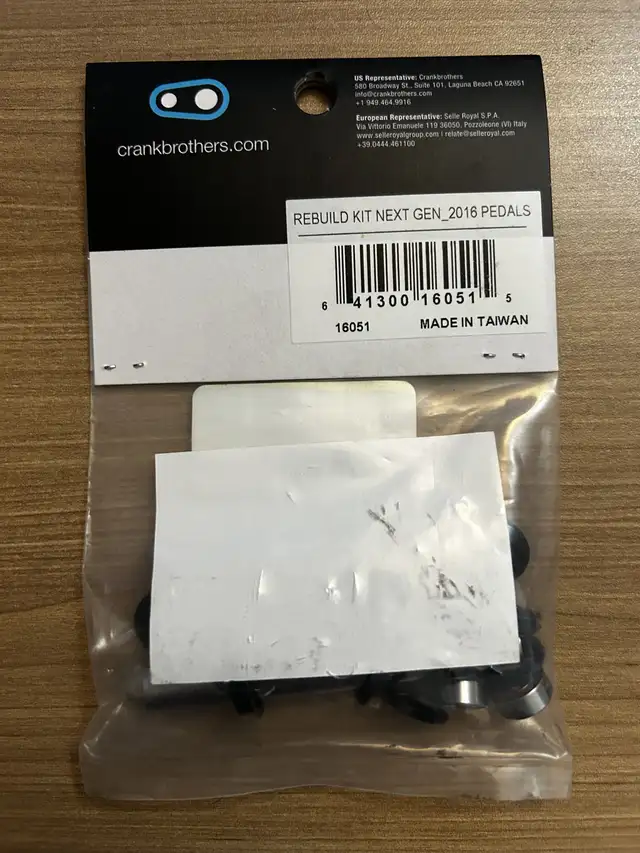 crankbrothers.com
US Representative: Crankbrothers
580 Broadway St., Suite 101, Laguna Beach CA 92651
info@crankbrothers.com
+1 949.464.9916
European Representative: Selle Royal S.P.A.
Via Vittorio Emanuele 119 36050, Pozzoleone (VI) Italy
www.selleroyalgroup.com | relate@selleroyal.com
+39.0444.461100
REBUILD KIT NEXT GEN_2016 PEDALS
6 41300 16051 5
16051 MADE IN TAIWAN